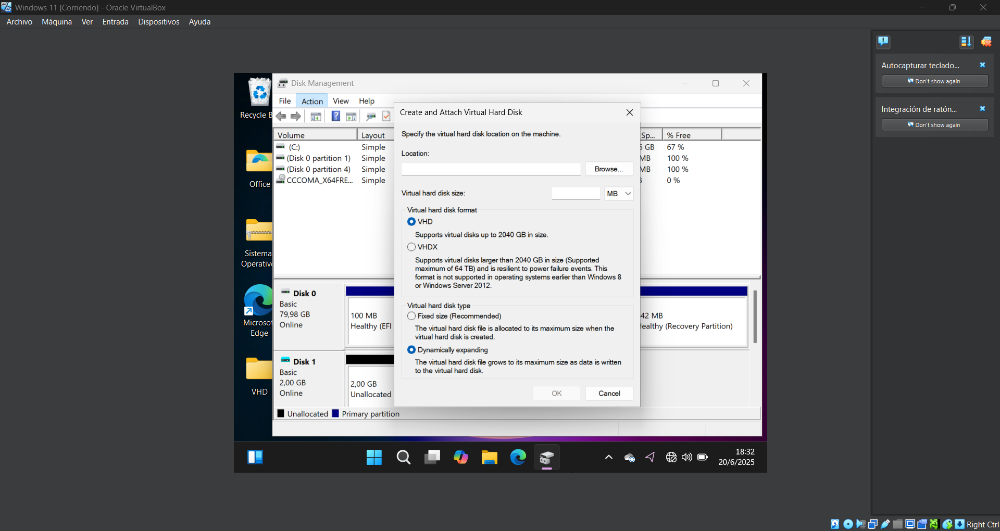 Windows 11 [Corriendo] - Oracle VirtualBox
Archivo Máquina Ver Entrada Dispositivos Ayuda
Autocapturar teclado...
Don't show again
Integración de ratón...
Don't show again
Recycle B
Office
Sistema
Operativ
Microsof
Edge
VHD
Disk Management
File Action View Help
Volume Layout Sp... % Free
(C:) Simple 5 GB 67 %
(Disk 0 partition 1) Simple MB 100 %
(Disk 0 partition 4) Simple MB 100 %
CCCOMA_X64FRE... Simple 0 %
Disk 0
Basic
79,98 GB
Online
100 MB
Healthy (EFI
42 MB
Healthy (Recovery Partition)
Disk 1
Basic
2,00 GB
Online
2,00 GB
Unallocated
Unallocated Primary partition
Create and Attach Virtual Hard Disk
Specify the virtual hard disk location on the machine.
Location:
Browse...
Virtual hard disk size: MB
Virtual hard disk format
VHD
Supports virtual disks up to 2040 GB in size.
VHDX
Supports virtual disks larger than 2040 GB in size (Supported
maximum of 64 TB) and is resilient to power failure events. This
format is not supported in operating systems earlier than Windows 8
or Windows Server 2012.
Virtual hard disk type
Fixed size (Recommended)
The virtual hard disk file is allocated to its maximum size when the
virtual hard disk is created.
Dynamically expanding
The virtual hard disk file grows to its maximum size as data is written
to the virtual hard disk.
OK Cancel
18:32
20/6/2025
Right Ctrl